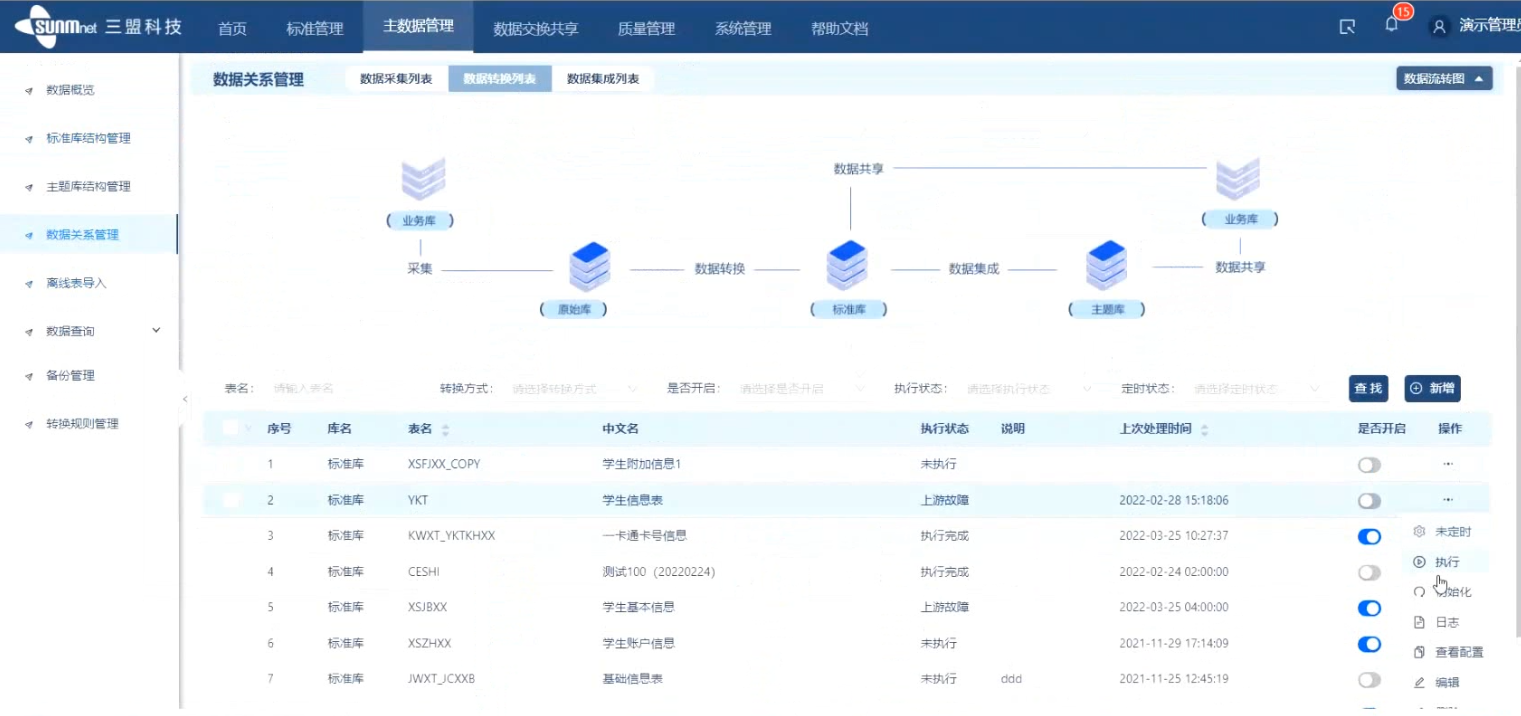 sunmnet 三盟科技 首页 标准管理 主数据管理 数据交换共享 质量管理 系统管理 帮助文档 15 演示管理员
数据概览
标准库结构管理
主题库结构管理
数据关系管理
离线表导入
数据查询
备份管理
转换规则管理
数据关系管理 数据采集列表 数据转换列表 数据集成列表 数据流转图
数据共享
业务库 业务库
采集 数据转换 数据集成 数据共享
原始库 标准库 主题库
表名: 请输入表名 转换方式: 请选择转换方式 是否开启: 请选择是否开启 执行状态: 请选择执行状态 定时状态: 请选择定时状态 查找 新增
序号 库名 表名 中文名 执行状态 说明 上次处理时间 是否开启 操作
1 标准库 XSFJXX_COPY 学生附加信息1 未执行 ···
2 标准库 YKT 学生信息表 上游故障 2022-02-28 15:18:06 ···
3 标准库 KWXT_YKTKHXX 一卡通卡号信息 执行完成 2022-03-25 10:27:37
4 标准库 CESHI 测试100（20220224） 执行完成 2022-02-24 02:00:00
5 标准库 XSJBXX 学生基本信息 上游故障 2022-03-25 04:00:00
6 标准库 XSZHXX 学生账户信息 未执行 2021-11-29 17:14:09
7 标准库 JWXT_JCXXB 基础信息表 未执行 ddd 2021-11-25 12:45:19
未定时
执行
初始化
日志
查看配置
编辑